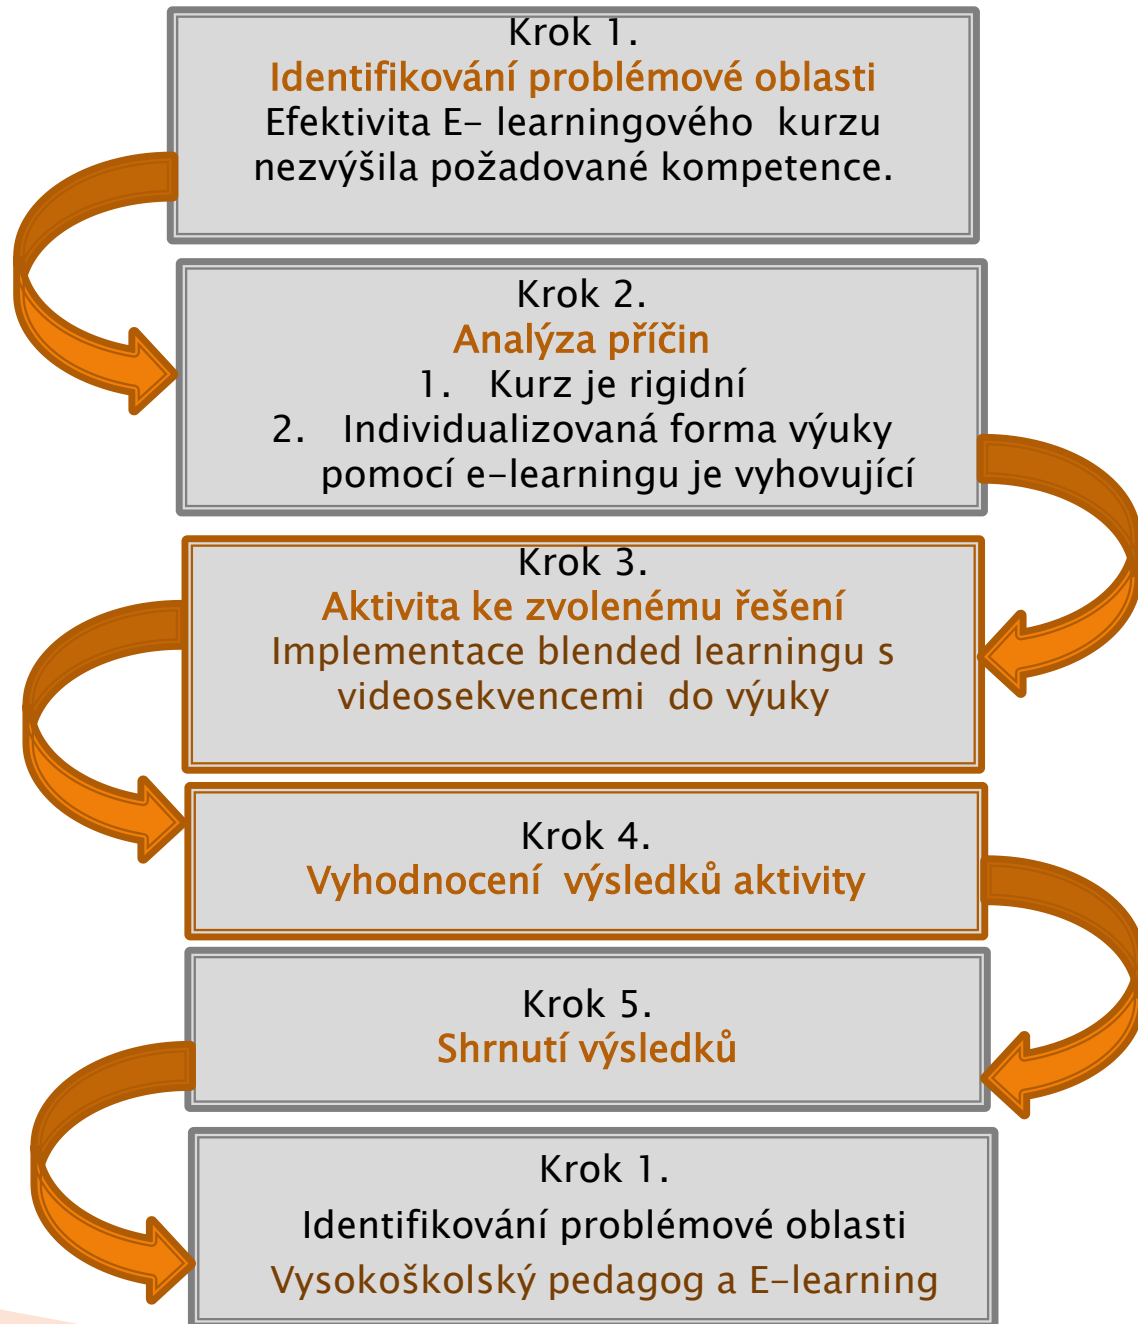 Krok 1.
Identifikování problémové oblasti
Efektivita E- learningového kurzu
nezvýšila požadované kompetence.
Krok 2.
Analýza příčin
1. Kurz je rigidní
2. Individualizovaná forma výuky
pomocí e-learningu je vyhovující
Krok 3.
Aktivita ke zvolenému řešení
Implementace blended learningu s
videosekvencemi do výuky
Krok 4.
Vyhodnocení výsledků aktivity
Krok 5.
Shrnutí výsledků
Krok 1.
Identifikování problémové oblasti
Vysokoškolský pedagog a E-learning